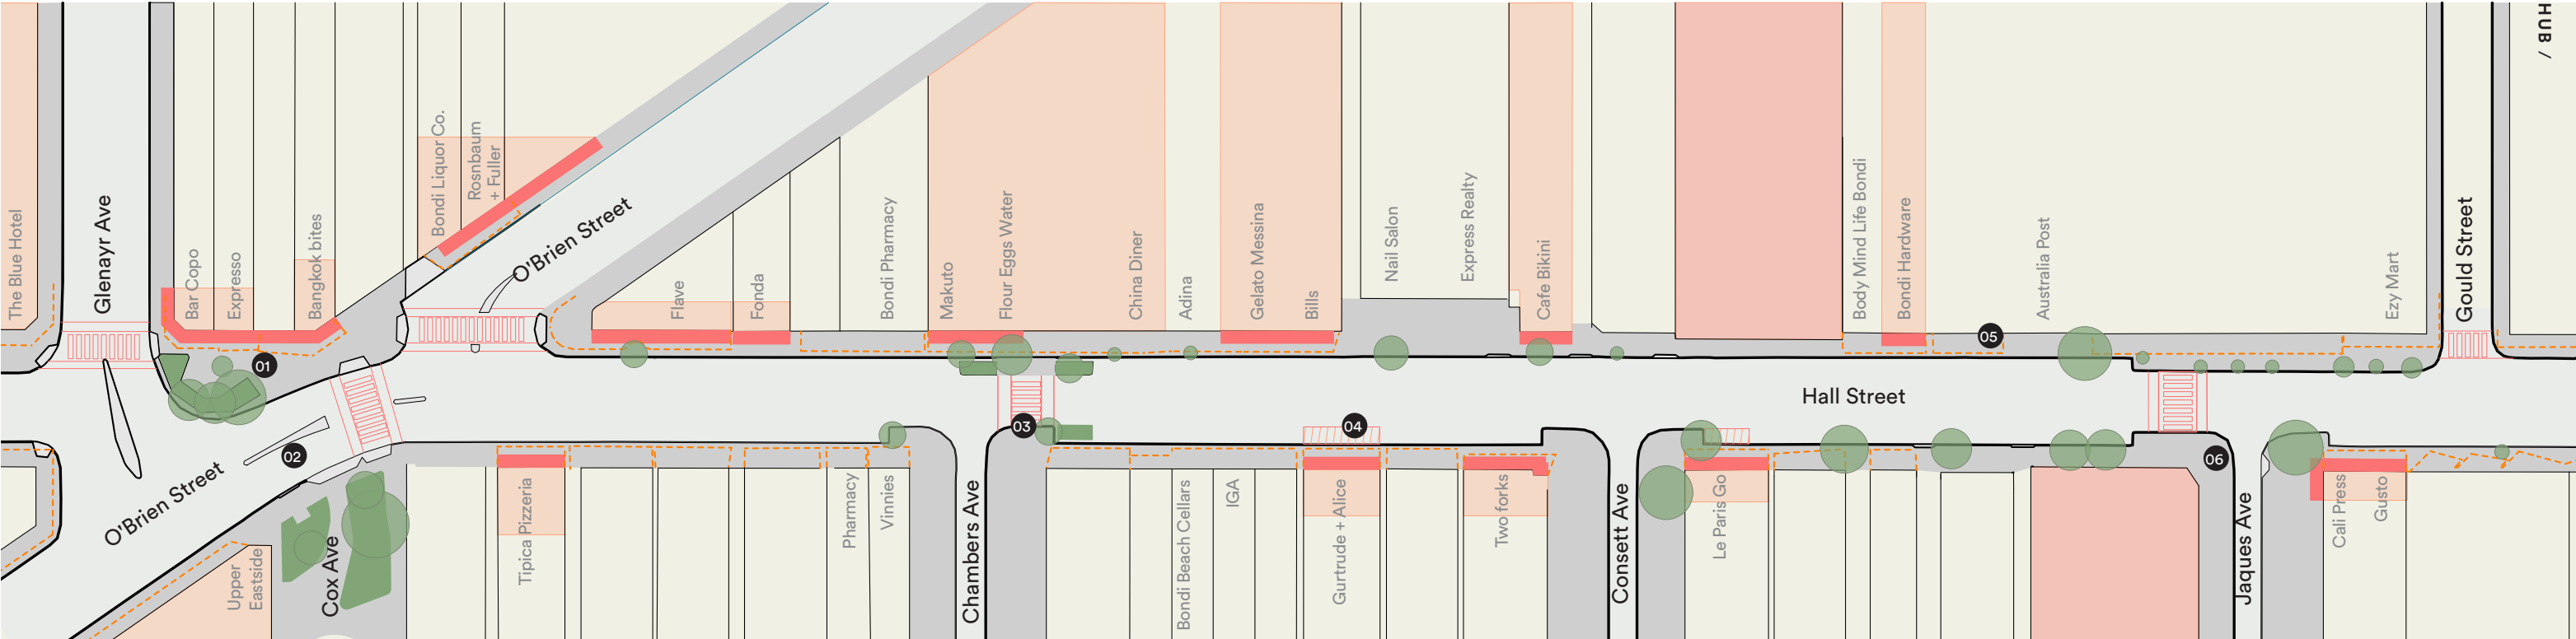 The Blue Hotel
Glenayr Ave
Bar Copo
Expresso
Bangkok bites
Bondi Liquor Co.
Rosnbaum
+ Fuller
O'Brien Street
Flave
Fonda
Bondi Pharmacy
Makuto
Flour Eggs Water
China Diner
Adina
Gelato Messina
Bills
Nail Salon
Express Realty
Cafe Bikini
Body Mind Life Bondi
Bondi Hardware
Australia Post
Ezy Mart
Gould Street
HUB /
01
02
03
04
05
06
Hall Street
O'Brien Street
Upper
Eastside
Cox Ave
Tipica Pizzeria
Pharmacy
Vinnies
Chambers Ave
Bondi Beach Cellars
IGA
Gurtrude + Alice
Two forks
Consett Ave
Le Paris Go
Jaques Ave
Cali Press
Gusto